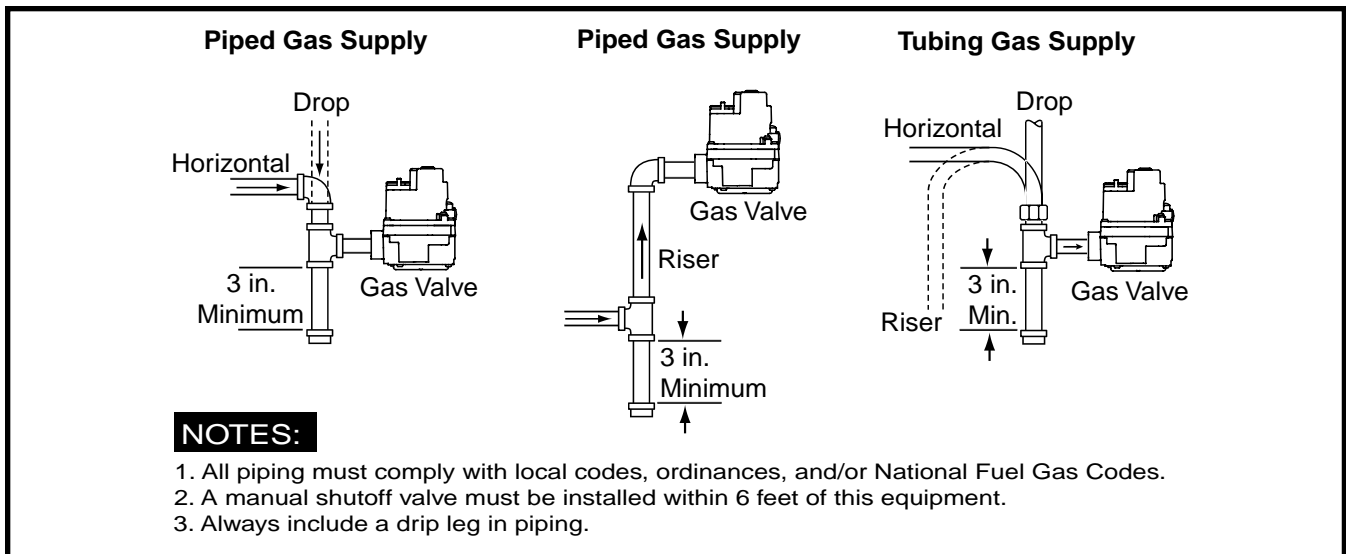 Piped Gas Supply
Drop
Horizontal
3 in.
Minimum
Gas Valve
Piped Gas Supply
Gas Valve
Riser
3 in.
Minimum
Tubing Gas Supply
Drop
Horizontal
3 in.
Min.
Riser
Gas Valve
NOTES:
1. All piping must comply with local codes, ordinances, and/or National Fuel Gas Codes.
2. A manual shutoff valve must be installed within 6 feet of this equipment.
3. Always include a drip leg in piping.